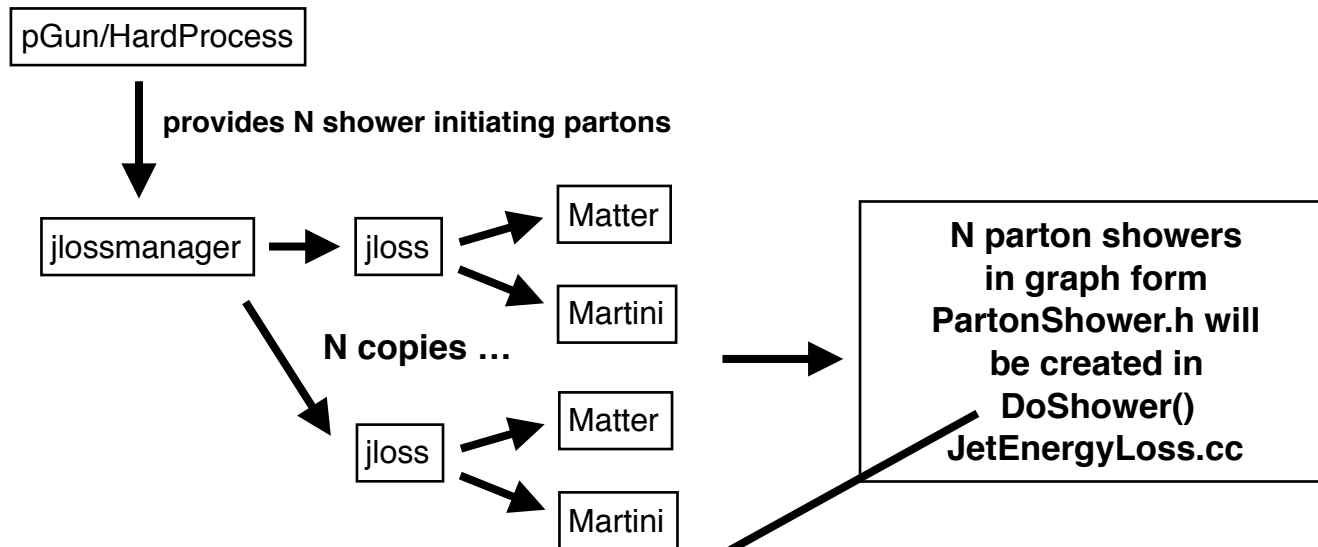 pGun/HardProcess
provides N shower initiating partons
jlossmanager
jloss
Matter
Martini
N copies …
jloss
Matter
Martini
N parton showers
in graph form
PartonShower.h will
be created in
DoShower()
JetEnergyLoss.cc